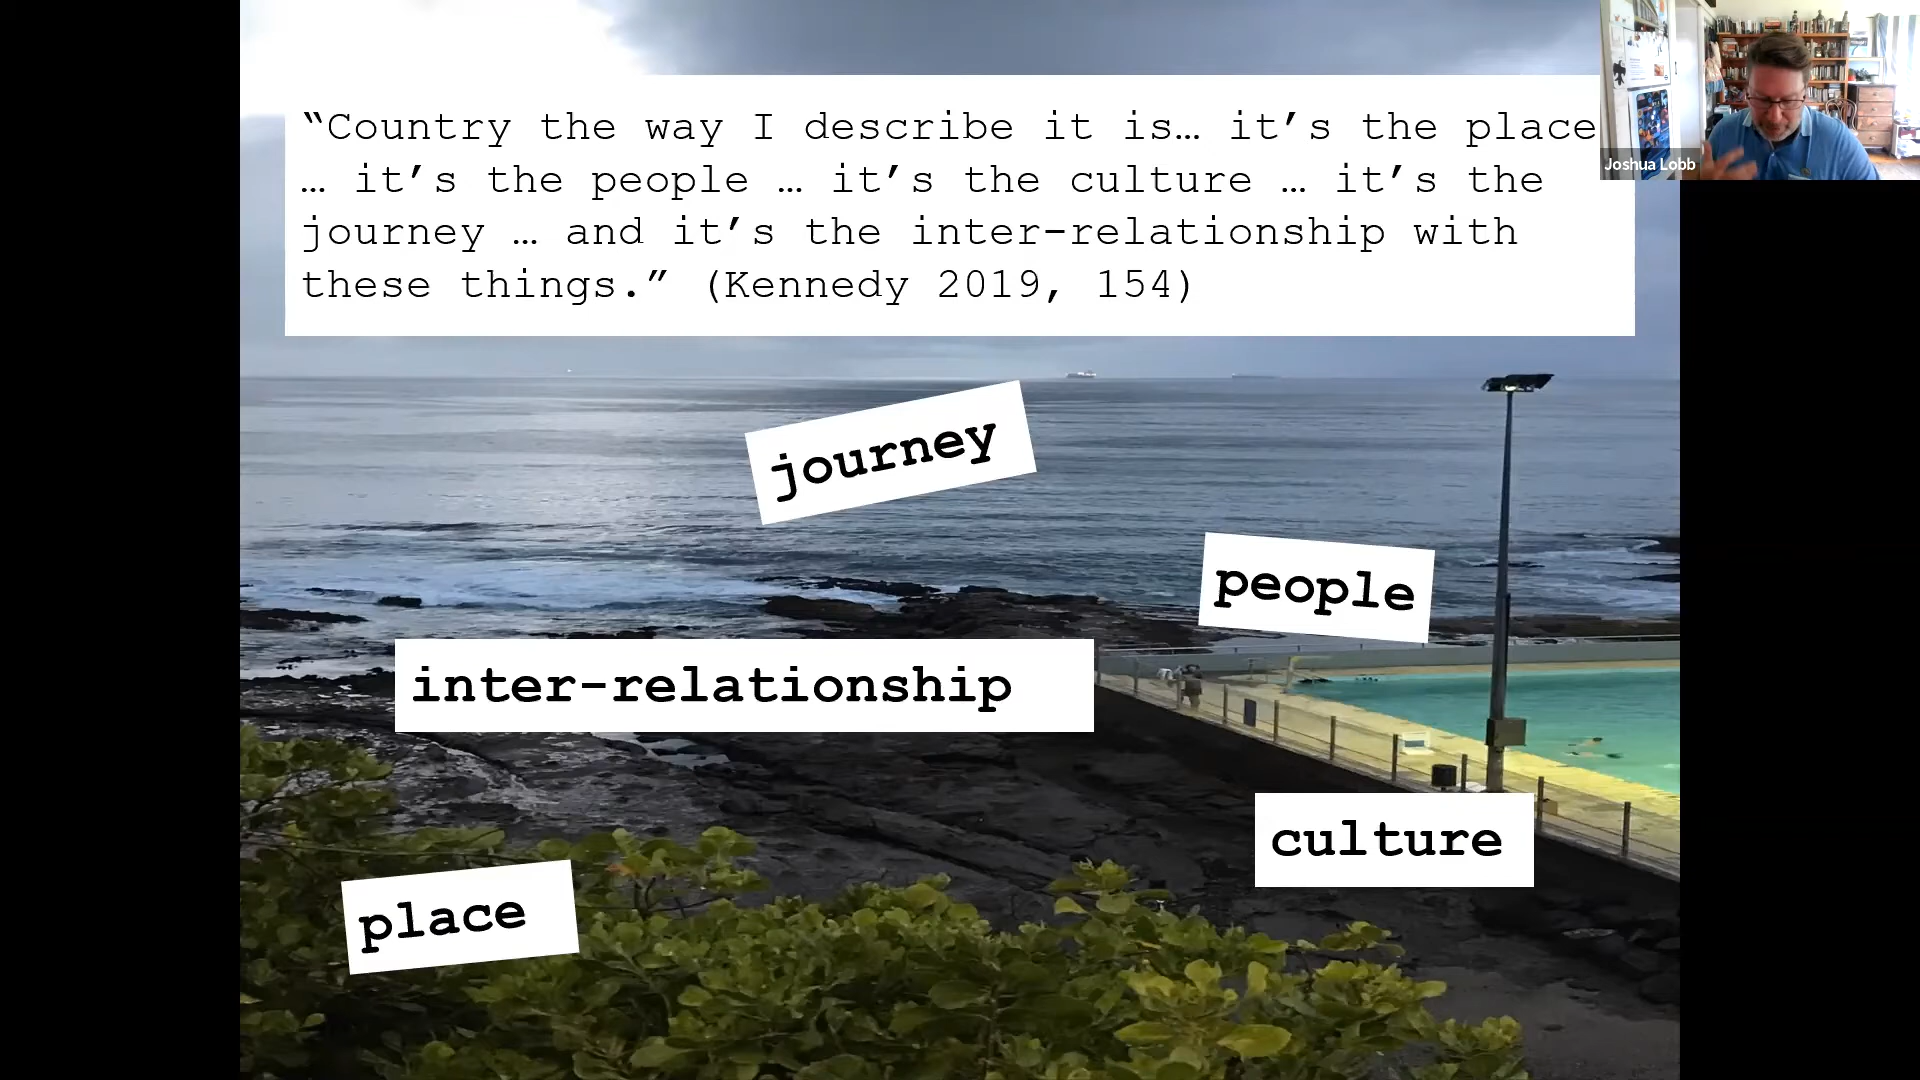 “Country the way I describe it is… it’s the place
… it’s the people … it’s the culture … it’s the
journey … and it’s the inter-relationship with
these things.” (Kennedy 2019, 154)
Joshua Lobb
journey
people
inter-relationship
culture
place